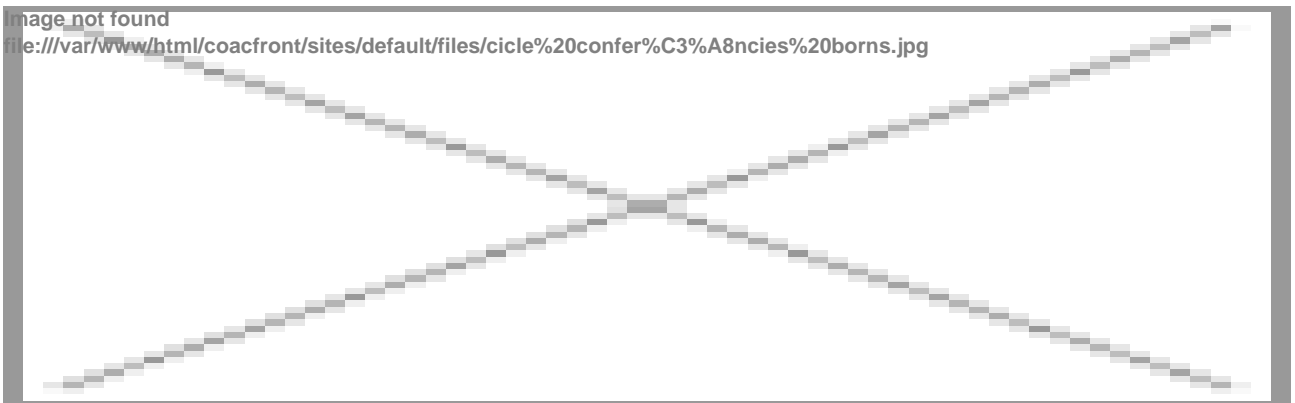 Image not found
file:///var/www/html/coacfront/sites/default/files/cicle%20confer%C3%A8ncies%20borns.jpg